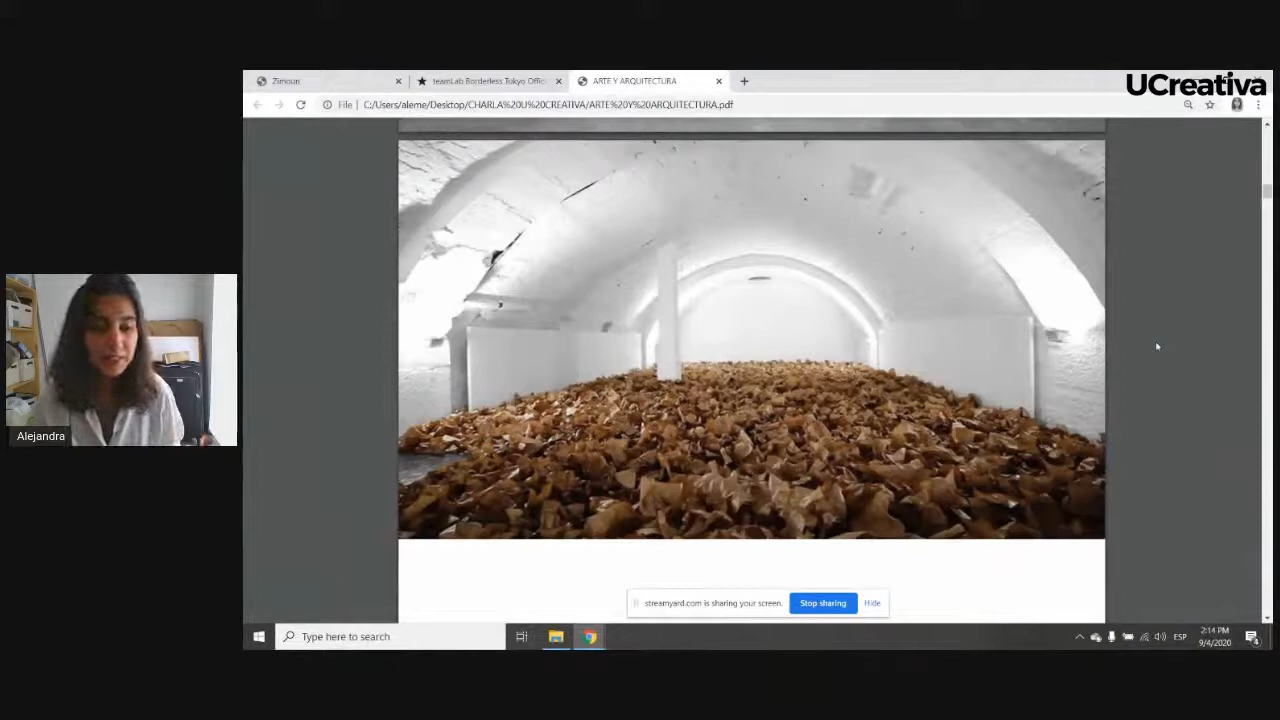 UCreativa
Zimoun
teamLab Borderless Tokyo Offic
ARTE Y ARQUITECTURA
File
C:/Users/aleme/Desktop/CHARLA%20U%20CREATIVA/ARTE%20Y%20ARQUITECTURA.pdf
Alejandra
streamyard.com is sharing your screen.
Stop sharing
Hide
Type here to search
ESP
2:14 PM
9/4/2020